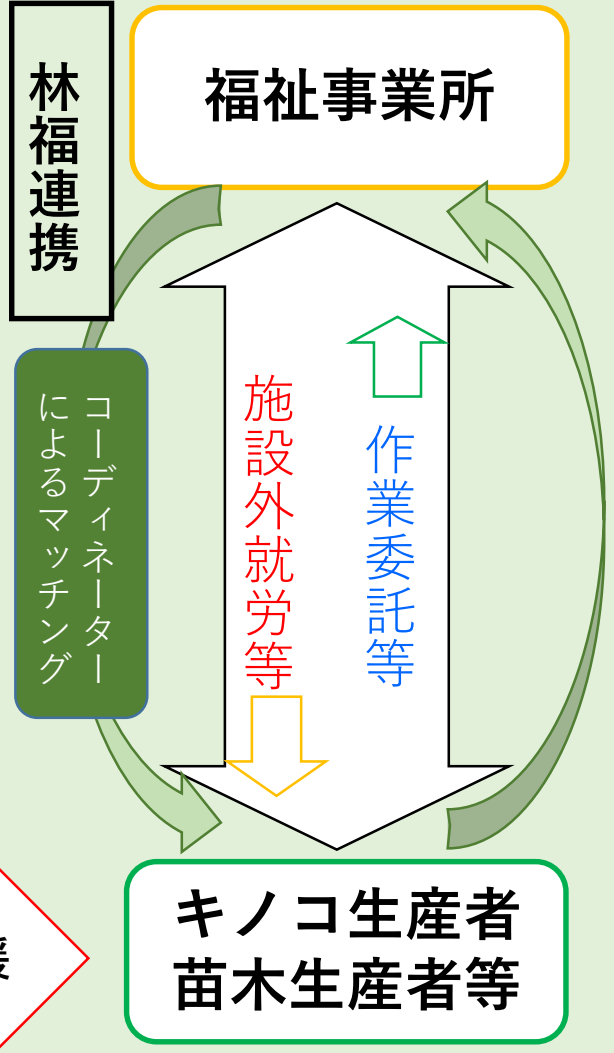 林福連携
福祉事業所
コーディネーター
によるマッチング
施設外就労等
作業委託等
キノコ生産者
苗木生産者等